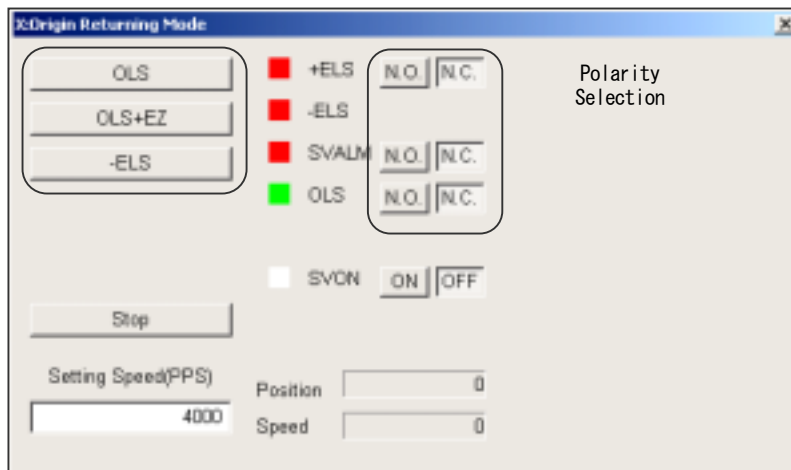 X:Origin Returning Mode
OLS
+ELS N.O. N.C.
Polarity
Selection
OLS+EZ
-ELS
-ELS
SVALM N.O. N.C.
OLS N.O. N.C.
SVON ON OFF
Stop
Setting Speed(PPS)
4000
Position 0
Speed 0